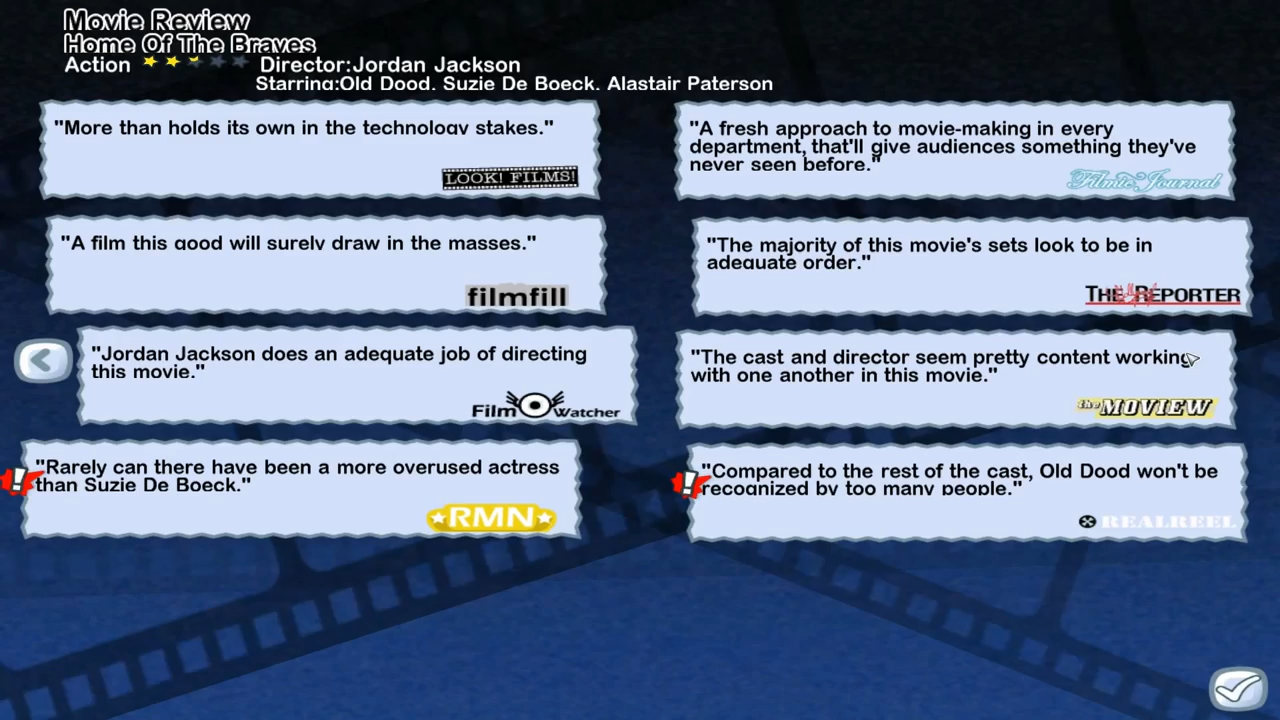 Movie Review
Home Of The Braves
Action
Director:Jordan Jackson
Starring:Old Dood, Suzie De Boeck, Alastair Paterson
"More than holds its own in the technology stakes."
LOOK! FILMS!
"A fresh approach to movie-making in every
department, that'll give audiences something they've
never seen before."
Filmic Journal
"A film this good will surely draw in the masses."
filmfill
"The majority of this movie's sets look to be in
adequate order."
THE REPORTER
"Jordan Jackson does an adequate job of directing
this movie."
Film Watcher
"The cast and director seem pretty content working
with one another in this movie."
the MOVIEW
"Rarely can there have been a more overused actress
than Suzie De Boeck."
RMN
"Compared to the rest of the cast, Old Dood won't be
recognized by too many people."
REALREEL